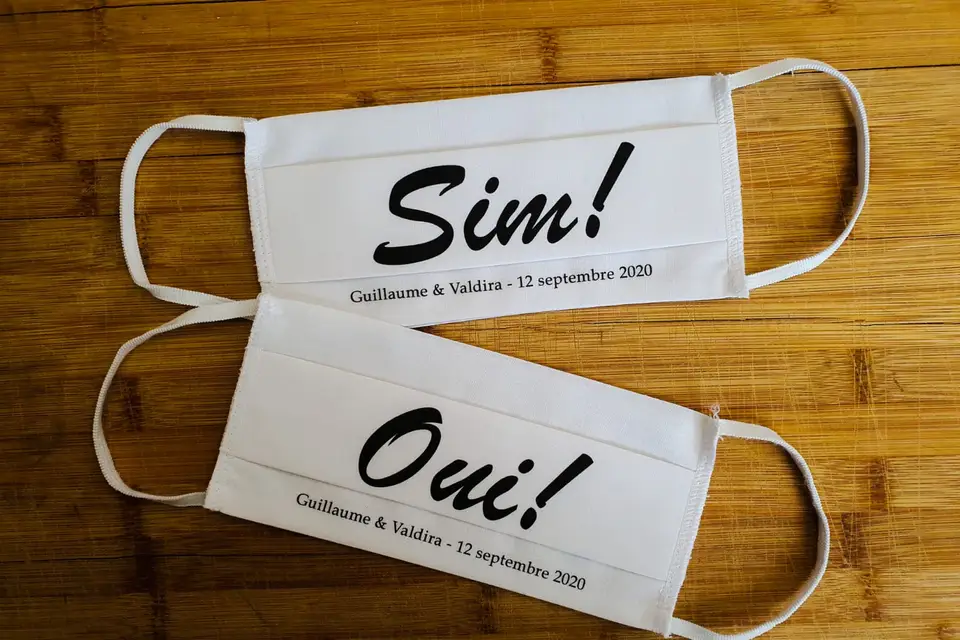 Sim!
Guillaume & Valdira - 12 septembre 2020
Oui!
Guillaume & Valdira - 12 septembre 2020